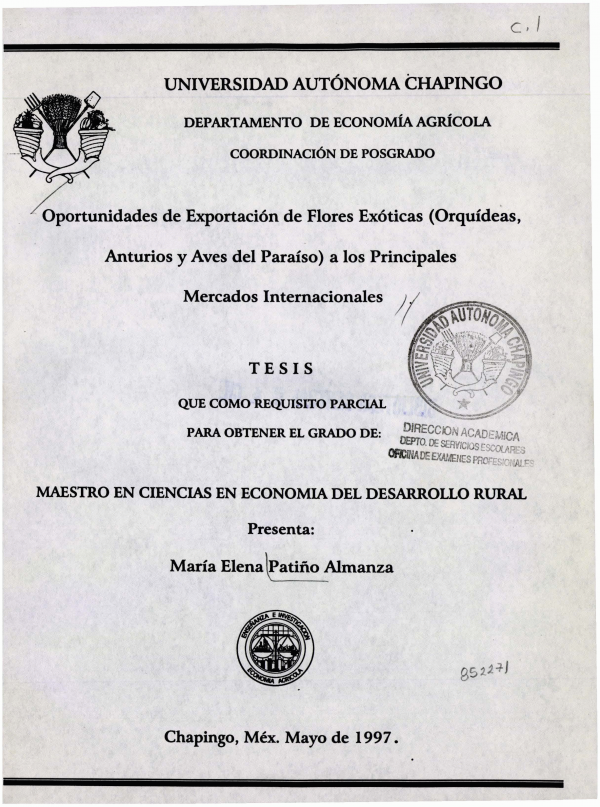 c.1
UNIVERSIDAD AUTÓNOMA CHAPINGO
DEPARTAMENTO DE ECONOMÍA AGRÍCOLA
COORDINACIÓN DE POSGRADO
Oportunidades de Exportación de Flores Exóticas (Orquídeas,
Anturios y Aves del Paraíso) a los Principales
Mercados Internacionales
UNIVERSIDAD AUTONOMA CHAPINGO
T E S I S
QUE COMO REQUISITO PARCIAL
PARA OBTENER EL GRADO DE:
DIRECCION ACADEMICA
DEPTO. DE SERVICIOS ESCOLARES
OFICINA DE EXAMENES PROFESIONALES
MAESTRO EN CIENCIAS EN ECONOMIA DEL DESARROLLO RURAL
Presenta:
María Elena Patiño Almanza
ENSEÑANZA E INVESTIGACION
ECONOMIA AGRICOLA
852271
Chapingo, Méx. Mayo de 1997.